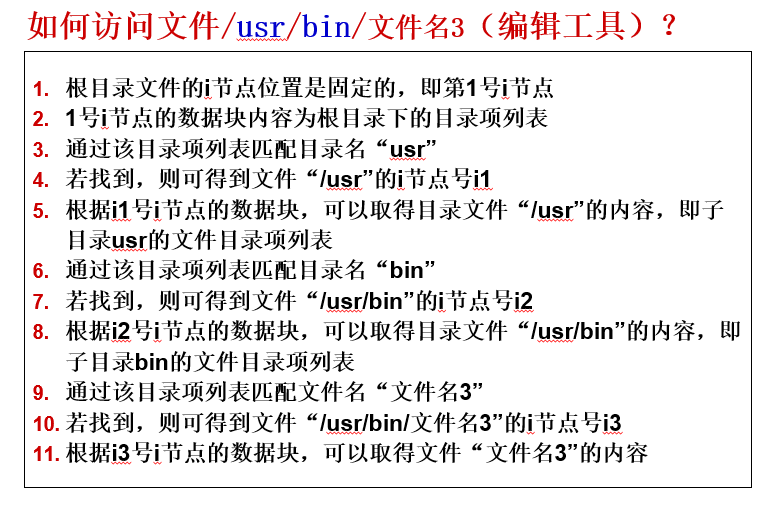 如何访问文件/usr/bin/文件名3（编辑工具）？
1. 根目录文件的i节点位置是固定的，即第1号i节点
2. 1号i节点的数据块内容为根目录下的目录项列表
3. 通过该目录项列表匹配目录名“usr”
4. 若找到，则可得到文件“/usr”的i节点号i1
5. 根据i1号i节点的数据块，可以取得目录文件“/usr”的内容，即子
目录usr的文件目录项列表
6. 通过该目录项列表匹配目录名“bin”
7. 若找到，则可得到文件“/usr/bin”的i节点号i2
8. 根据i2号i节点的数据块，可以取得目录文件“/usr/bin”的内容，即
子目录bin的文件目录项列表
9. 通过该目录项列表匹配文件名“文件名3”
10. 若找到，则可得到文件“/usr/bin/文件名3”的i节点号i3
11. 根据i3号i节点的数据块，可以取得文件“文件名3”的内容